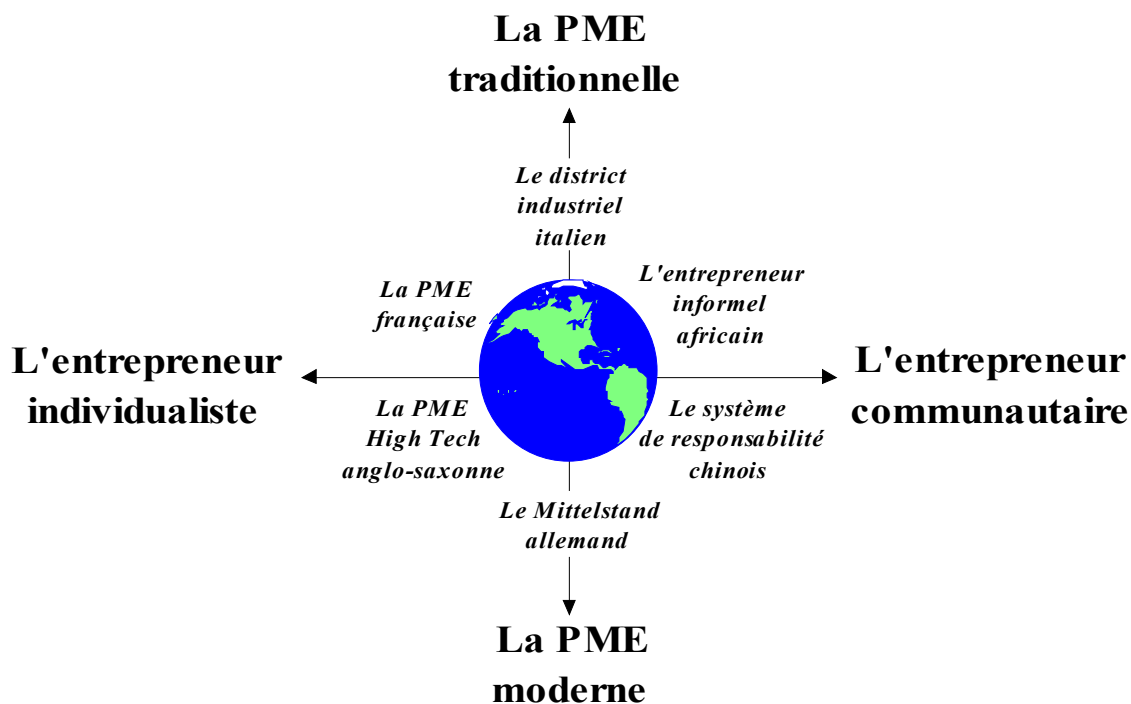 La PME
traditionnelle
Le district
industriel
italien
La PME
française
L'entrepreneur
informel
africain
L'entrepreneur
individualiste
L'entrepreneur
communautaire
La PME
High Tech
anglo-saxonne
Le système
de responsabilité
chinois
Le Mittelstand
allemand
La PME
moderne